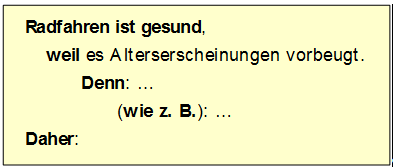 Radfahren ist gesund,
weil es Alterserscheinungen vorbeugt.
Denn: ...
(wie z. B.): ...
Daher: